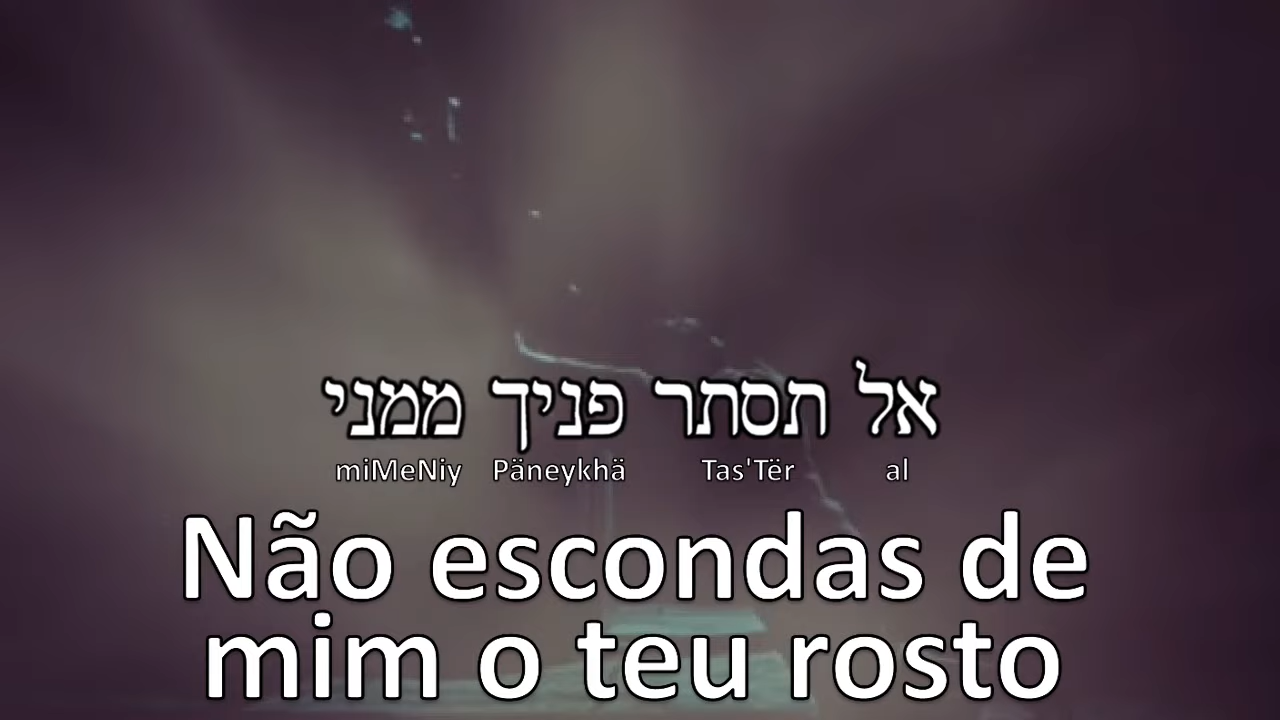 אל תסתר פניך ממני
miMeNiy Päneykhä Tas'Tër al
Não escondas de
mim o teu rosto